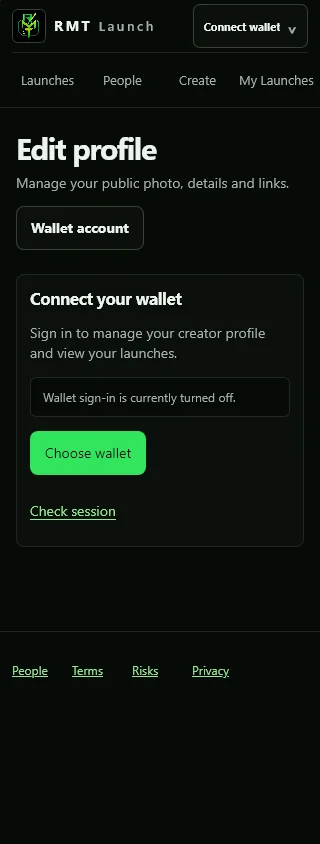 RMT Launch
Connect wallet
Launches People Create My Launches
Edit profile
Manage your public photo, details and links.
Wallet account
Connect your wallet
Sign in to manage your creator profile
and view your launches.
Wallet sign-in is currently turned off.
Choose wallet
Check session
People Terms Risks Privacy